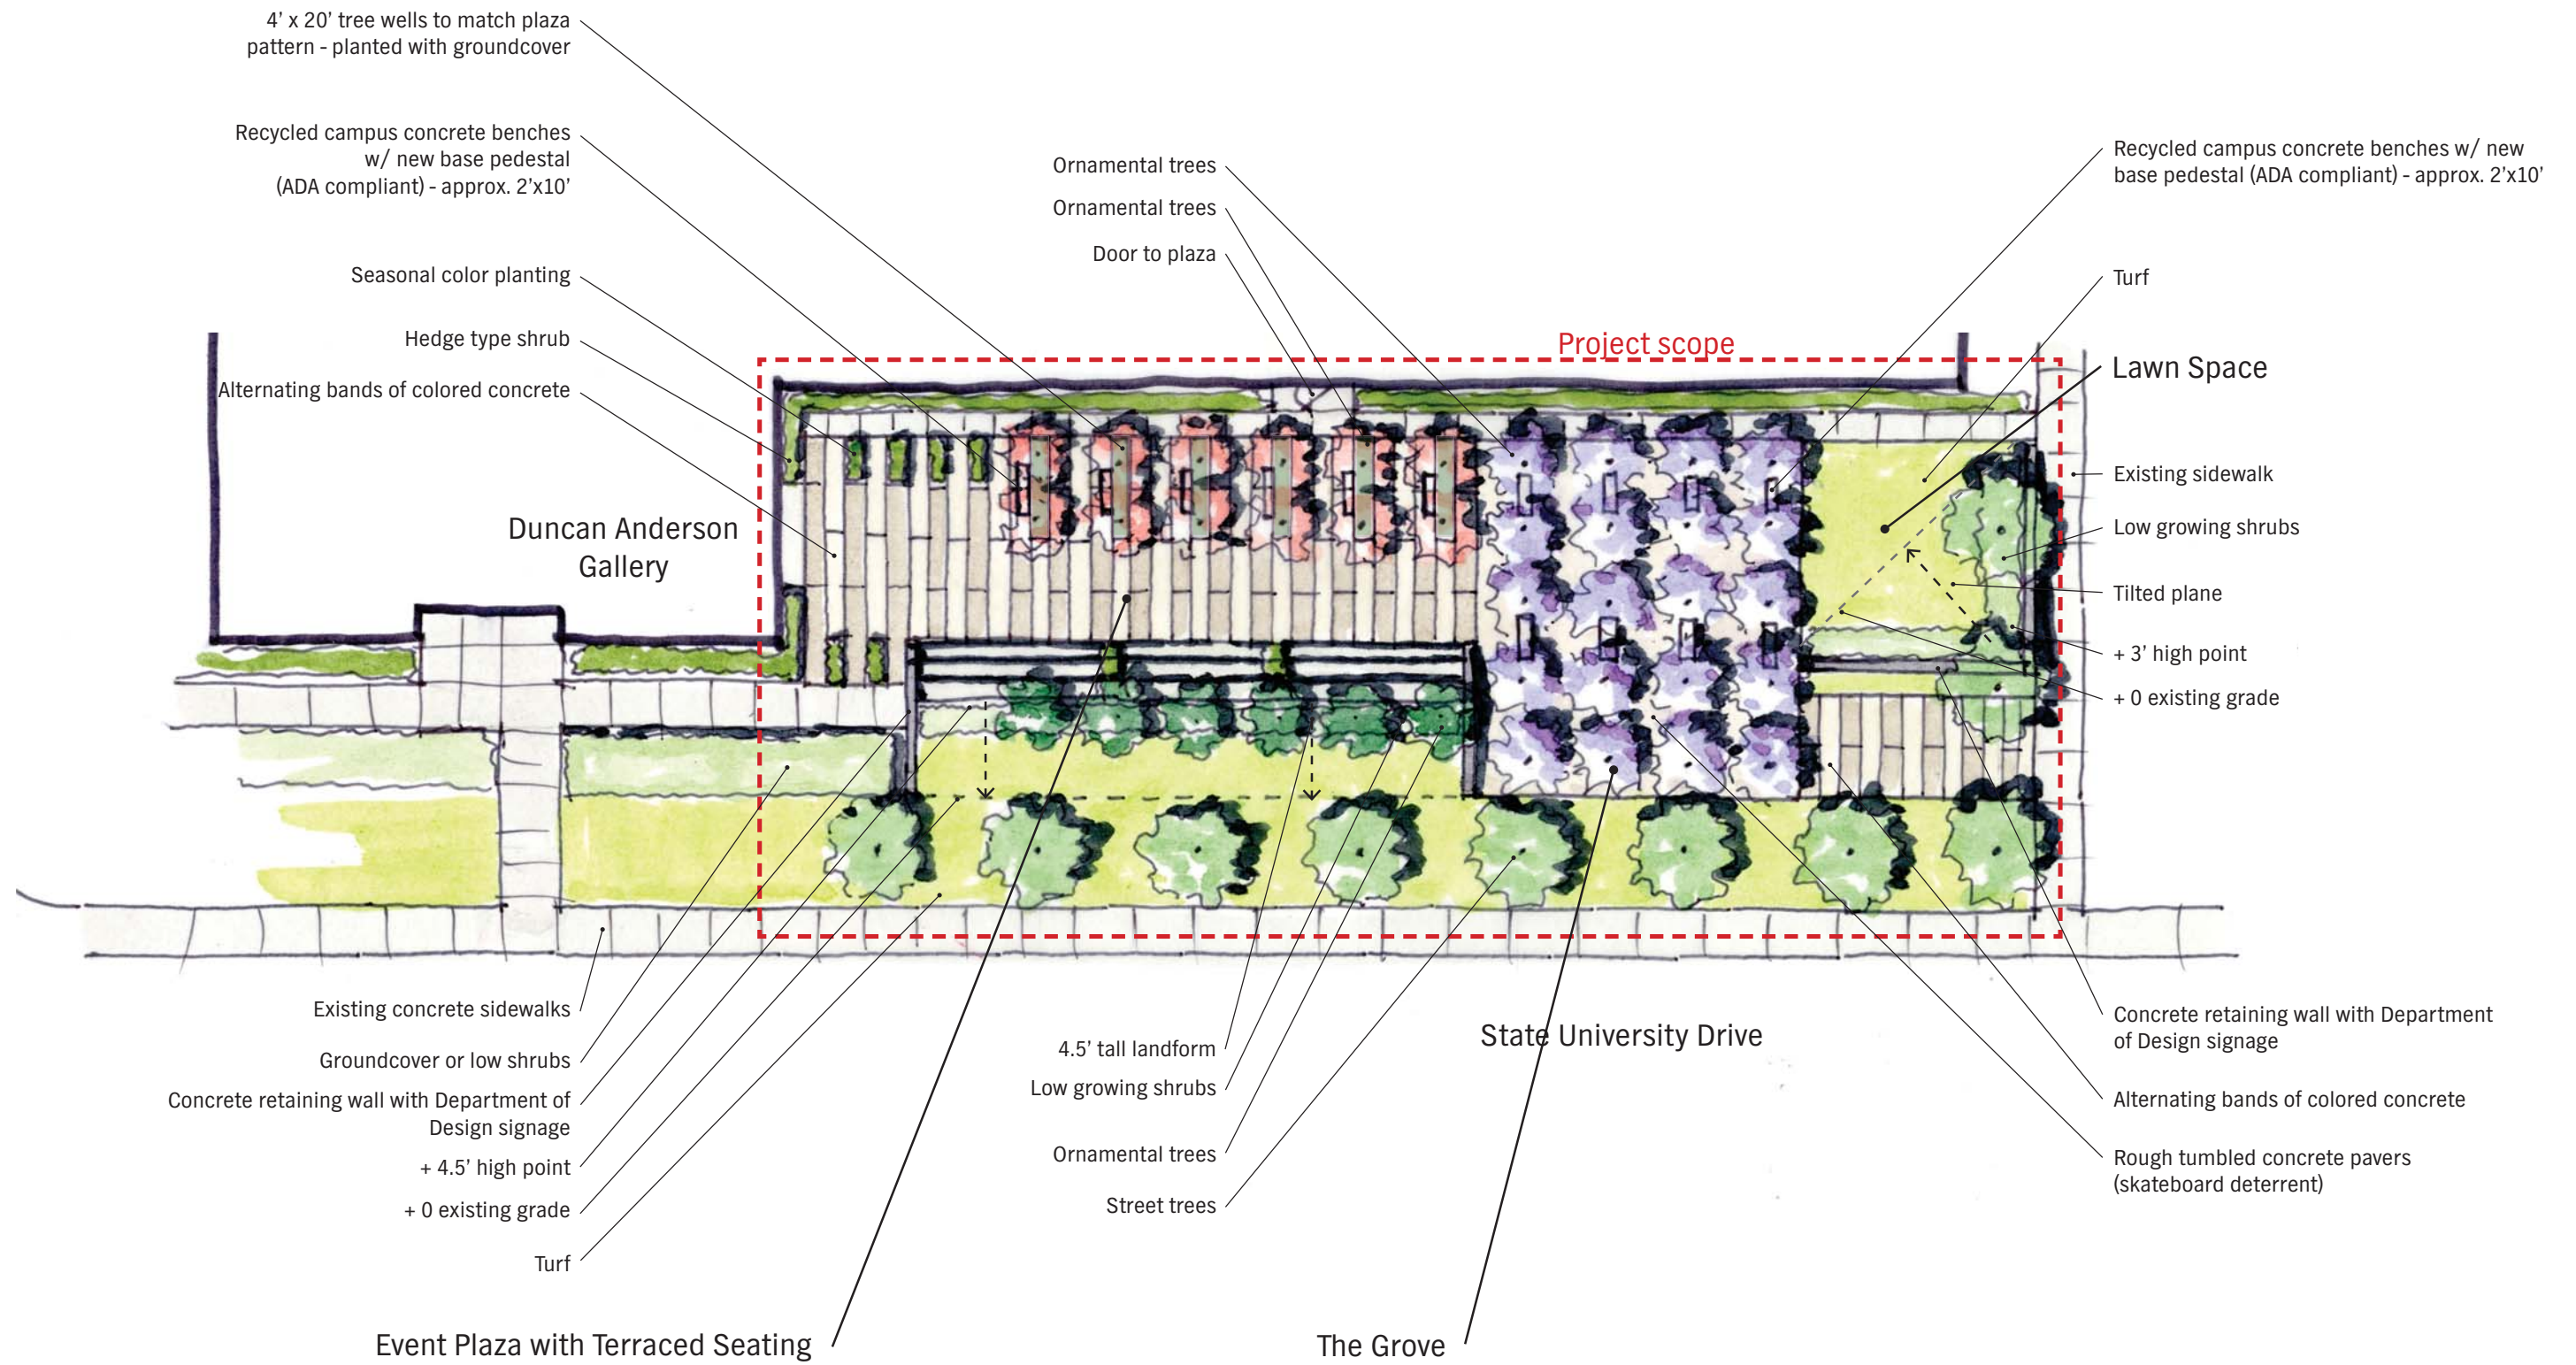 4’ x 20’ tree wells to match plaza
pattern - planted with groundcover
Recycled campus concrete benches
w/ new base pedestal
(ADA compliant) - approx. 2’x10’
Seasonal color planting
Hedge type shrub
Alternating bands of colored concrete
Duncan Anderson
Gallery
Ornamental trees
Ornamental trees
Door to plaza
Project scope
Recycled campus concrete benches w/ new
base pedestal (ADA compliant) - approx. 2’x10’
Turf
Lawn Space
Existing sidewalk
Low growing shrubs
Tilted plane
+ 3’ high point
+ 0 existing grade
Existing concrete sidewalks
Groundcover or low shrubs
Concrete retaining wall with Department of
Design signage
+ 4.5’ high point
+ 0 existing grade
Turf
4.5’ tall landform
Low growing shrubs
Ornamental trees
Street trees
State University Drive
Concrete retaining wall with Department
of Design signage
Alternating bands of colored concrete
Rough tumbled concrete pavers
(skateboard deterrent)
Event Plaza with Terraced Seating
The Grove